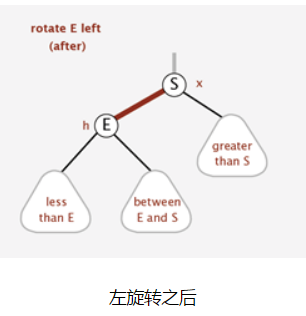 rotate E left
(after)
S
x
h
E
greater
than S
less
than E
between
E and S
左旋转之后